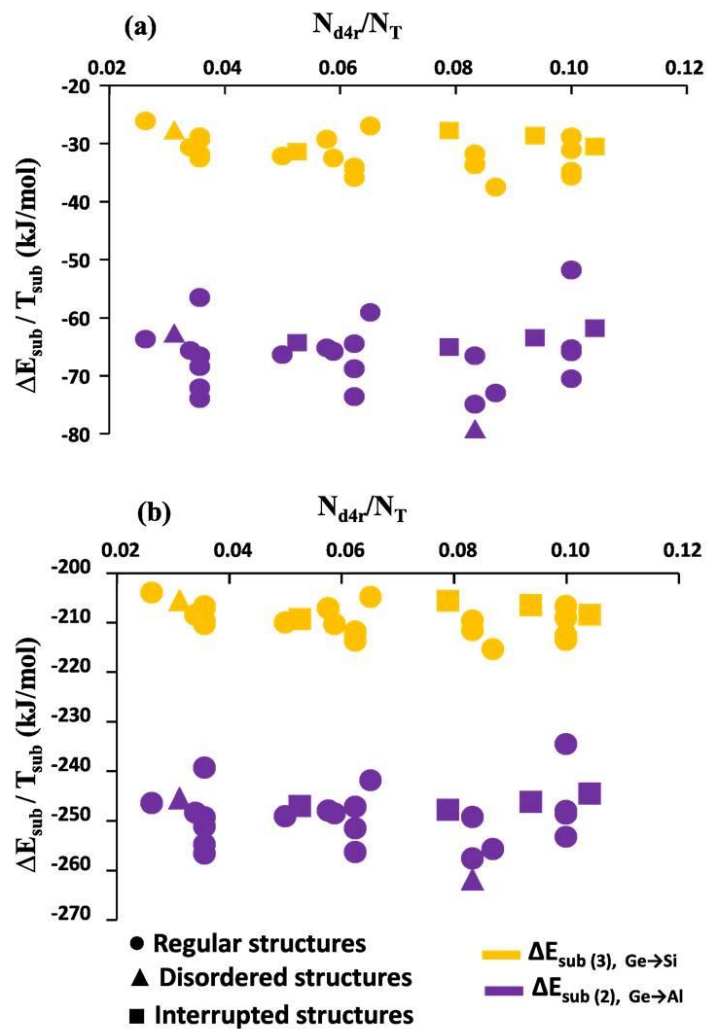 (a)
N_d4r/N_T
0.02 0.04 0.06 0.08 0.10 0.12
-20
-30
-40
-50
-60
-70
-80
ΔE_sub / T_sub (kJ/mol)
(b)
N_d4r/N_T
0.02 0.04 0.06 0.08 0.10 0.12
-200
-210
-220
-230
-240
-250
-260
-270
ΔE_sub / T_sub (kJ/mol)
Regular structures
Disordered structures
Interrupted structures
ΔE_sub (3), Ge→Si
ΔE_sub (2), Ge→Al